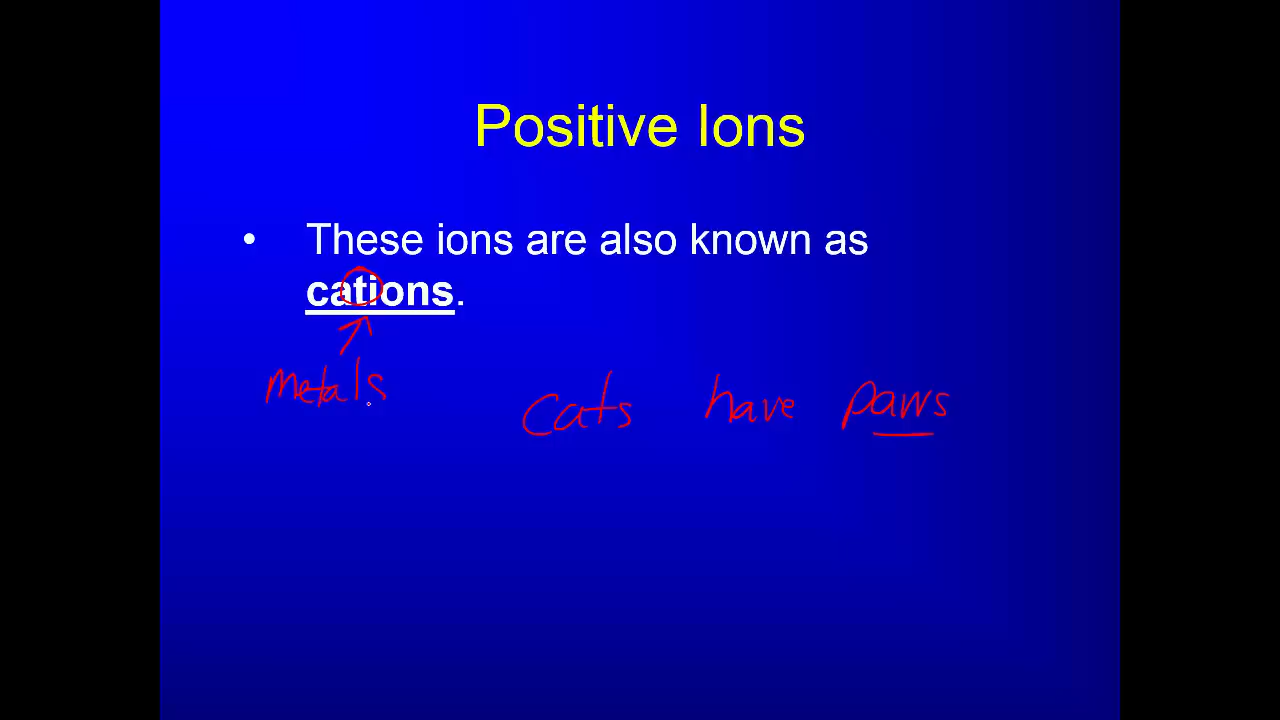 Positive Ions
• These ions are also known as
cations.
metals
cats have paws